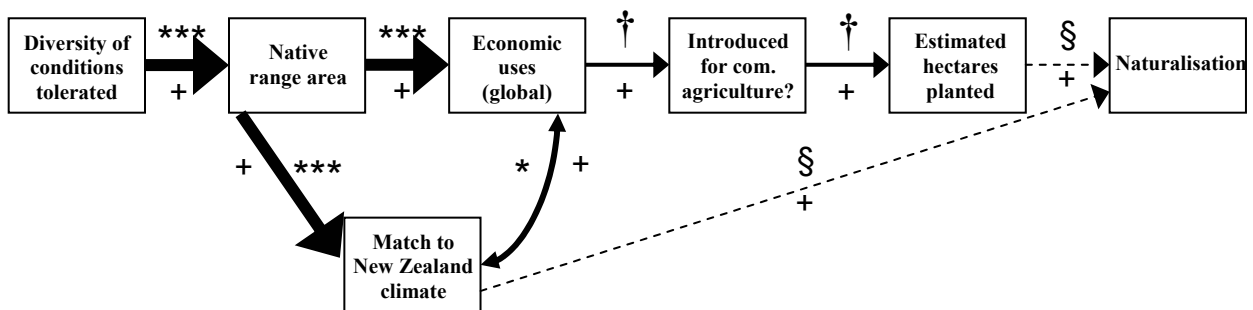 Diversity of
conditions
tolerated
***
+
Native
range area
***
+
Economic
uses
(global)
†
+
Introduced
for com.
agriculture?
†
+
Estimated
hectares
planted
§
+
Naturalisation
+
***
*
+
§
+
Match to
New Zealand
climate